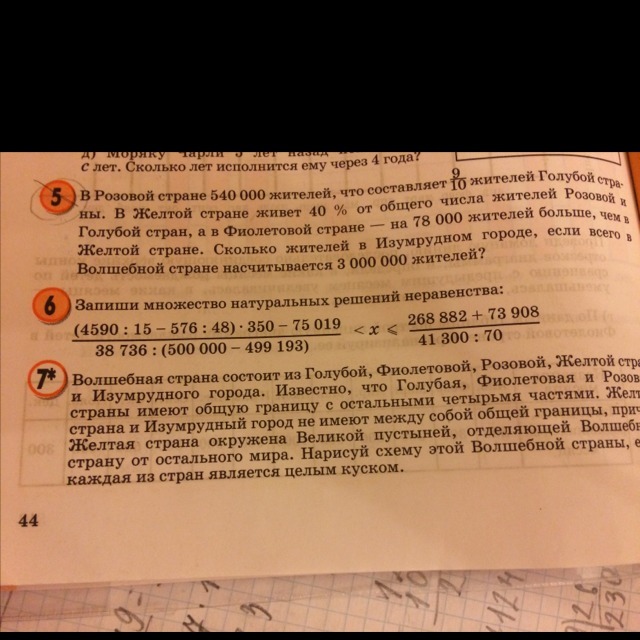 д) Моряку Чарли 5 лет назад
с лет. Сколько лет исполнится ему через 4 года?
5 В Розовой стране 540 000 жителей, что составляет 9/10 жителей Голубой стра-
ны. В Желтой стране живет 40 % от общего числа жителей Розовой и
Голубой стран, а в Фиолетовой стране — на 78 000 жителей больше, чем в
Желтой стране. Сколько жителей в Изумрудном городе, если всего в
Волшебной стране насчитывается 3 000 000 жителей?
6 Запиши множество натуральных решений неравенства:
(4590 : 15 – 576 : 48) · 350 – 75 019 / 38 736 : (500 000 – 499 193) < x ⩽ 268 882 + 73 908 / 41 300 : 70
7* Волшебная страна состоит из Голубой, Фиолетовой, Розовой, Желтой стра
и Изумрудного города. Известно, что Голубая, Фиолетовая и Розов
страны имеют общую границу с остальными четырьмя частями. Желт
страна и Изумрудный город не имеют между собой общей границы, прич
Желтая страна окружена Великой пустыней, отделяющей Волшебн
страну от остального мира. Нарисуй схему этой Волшебной страны, е
каждая из стран является целым куском.
44